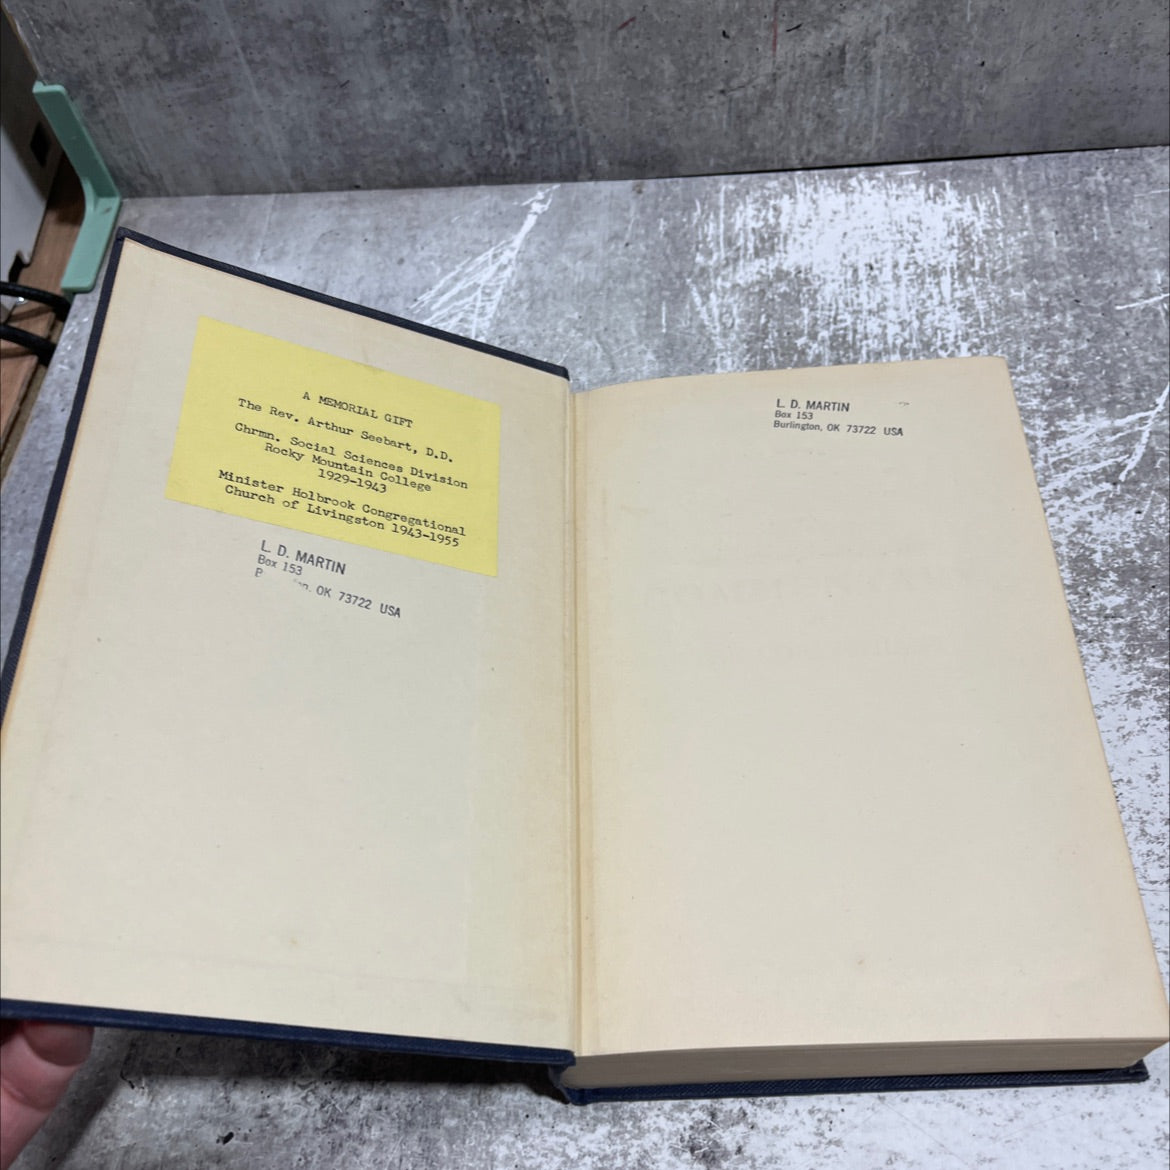 A MEMORIAL GIFT
The Rev. Arthur Seebart, D.D.
Chrmn. Social Sciences Division
Rocky Mountain College
1929-1943
Minister Holbrook Congregational
Church of Livingston 1943-1955
L. D. MARTIN
Box 153
OK 73722 USA
L. D. MARTIN
Box 153
Burlington, OK 73722 USA